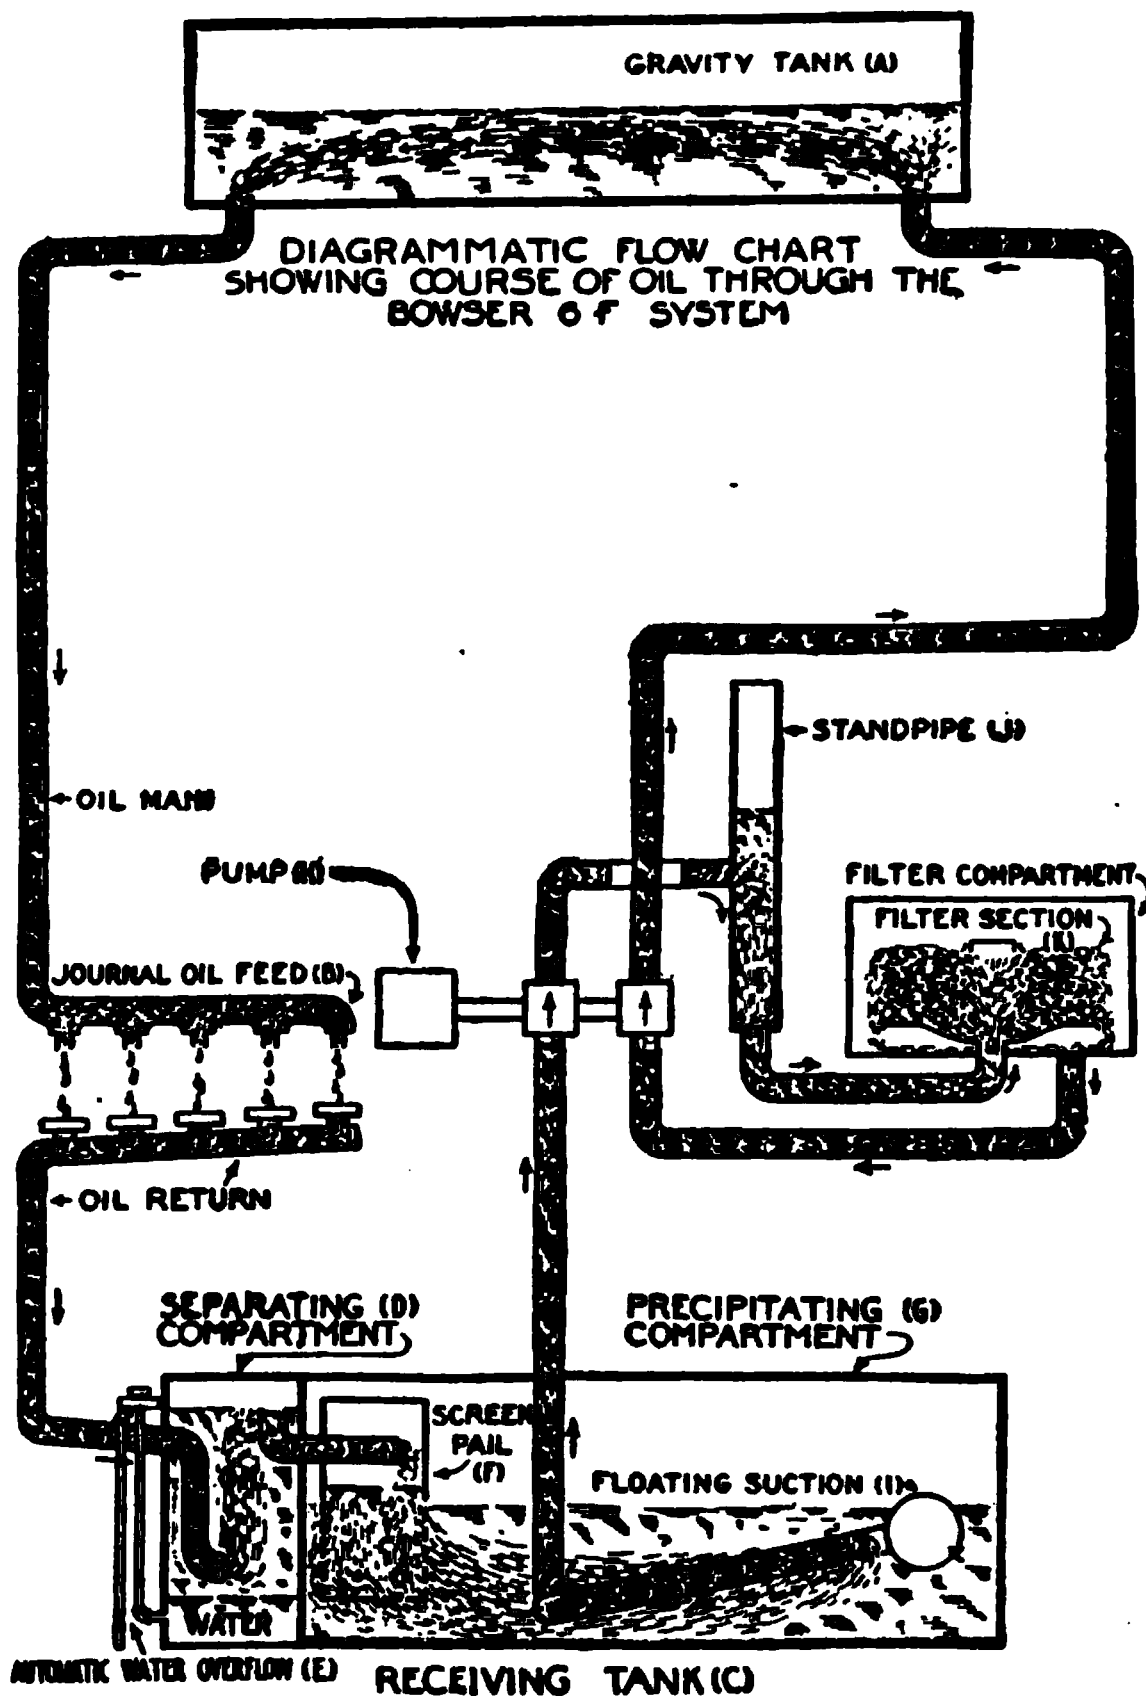 GRAVITY TANK (A)
DIAGRAMMATIC FLOW CHART
SHOWING COURSE OF OIL THROUGH THE
BOWSER 6 F SYSTEM
STANDPIPE (J)
OIL MAIN
PUMP (H)
FILTER COMPARTMENT
FILTER SECTION
(K)
JOURNAL OIL FEED (B)
OIL RETURN
SEPARATING (D)
COMPARTMENT
PRECIPITATING (G)
COMPARTMENT
SCREEN
PAIL
(F)
FLOATING SUCTION (I)
WATER
AUTOMATIC WATER OVERFLOW (E)
RECEIVING TANK (C)